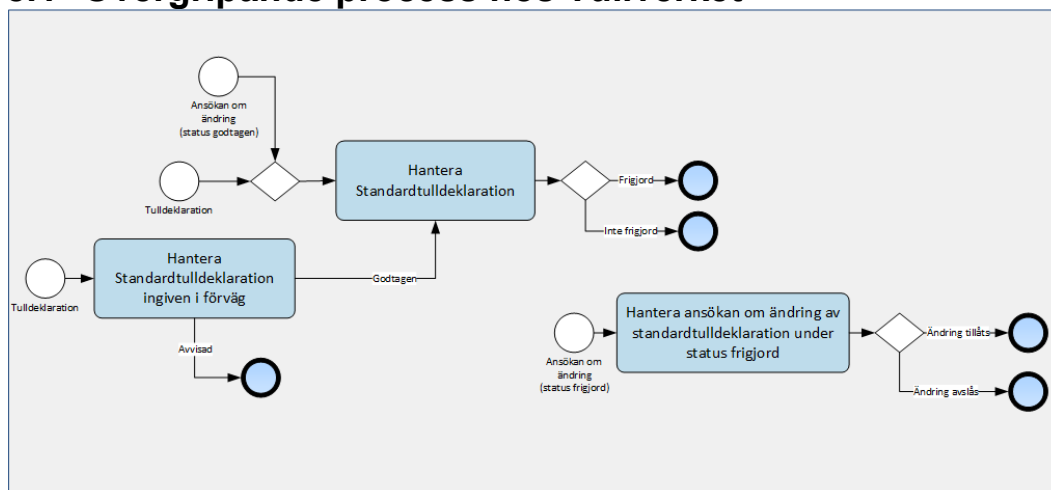 Ansökan om
ändring
(status godtagen)
Hantera
Standardtulldeklaration
Frigjord
Inte frigjord
Tulldeklaration
Hantera
Standardtulldeklaration
ingiven i förväg
Godtagen
Tulldeklaration
Avvisad
Hantera ansökan om ändring av
standardtulldeklaration under
status frigjord
Ansökan om
ändring
(status frigjord)
Ändring tillåts
Ändring avslås